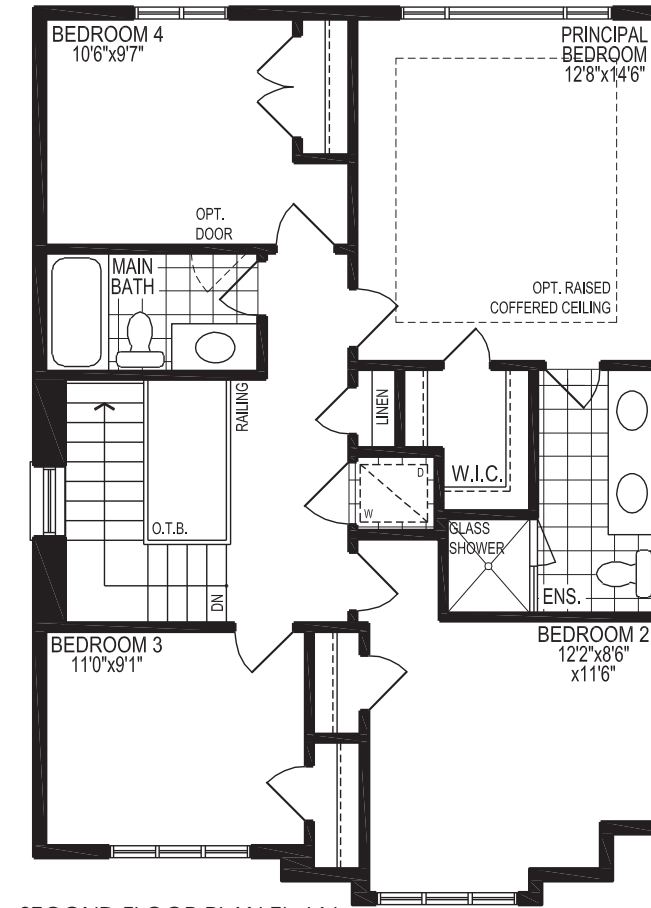 BEDROOM 4
10'6"x9'7"
PRINCIPAL
BEDROOM
12'8"x14'6"
OPT.
DOOR
MAIN
BATH
OPT. RAISED
COFFERED CEILING
RAILING
LINEN
W.I.C.
D
W
O.T.B.
GLASS
SHOWER
DN
ENS.
BEDROOM 3
11'0"x9'1"
BEDROOM 2
12'2"x8'6"
x11'6"